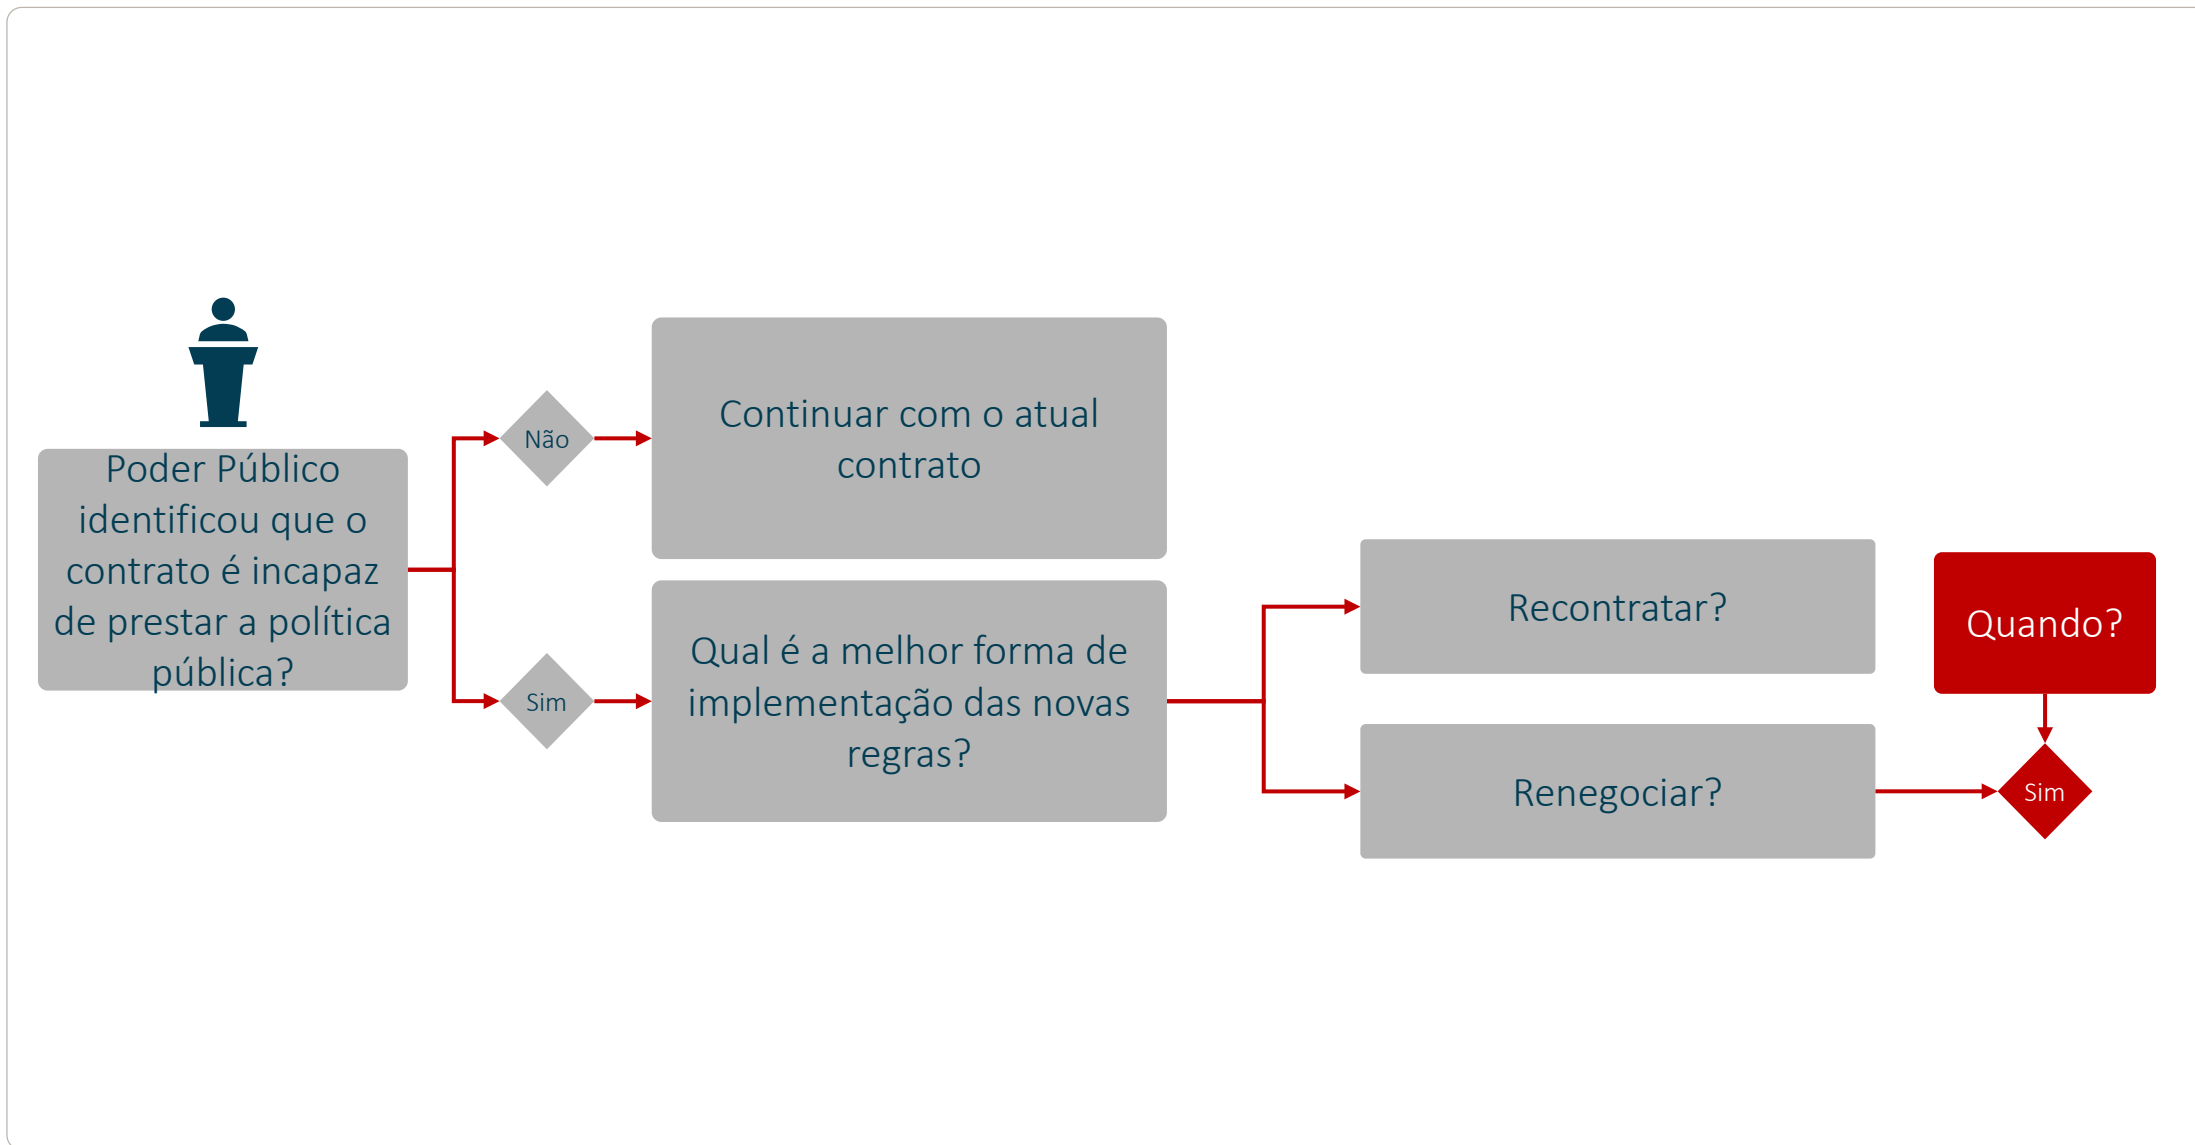 Poder Público
identificou que o
contrato é incapaz
de prestar a política
pública?
Não
Continuar com o atual
contrato
Sim
Qual é a melhor forma de
implementação das novas
regras?
Recontratar?
Renegociar?
Quando?
Sim